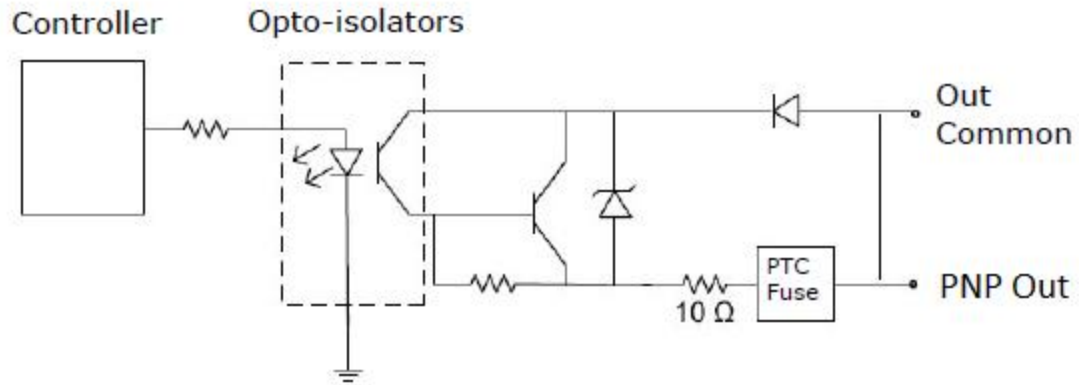 Controller
Opto-isolators
Out
Common
PTC
Fuse
10 Ω
PNP Out